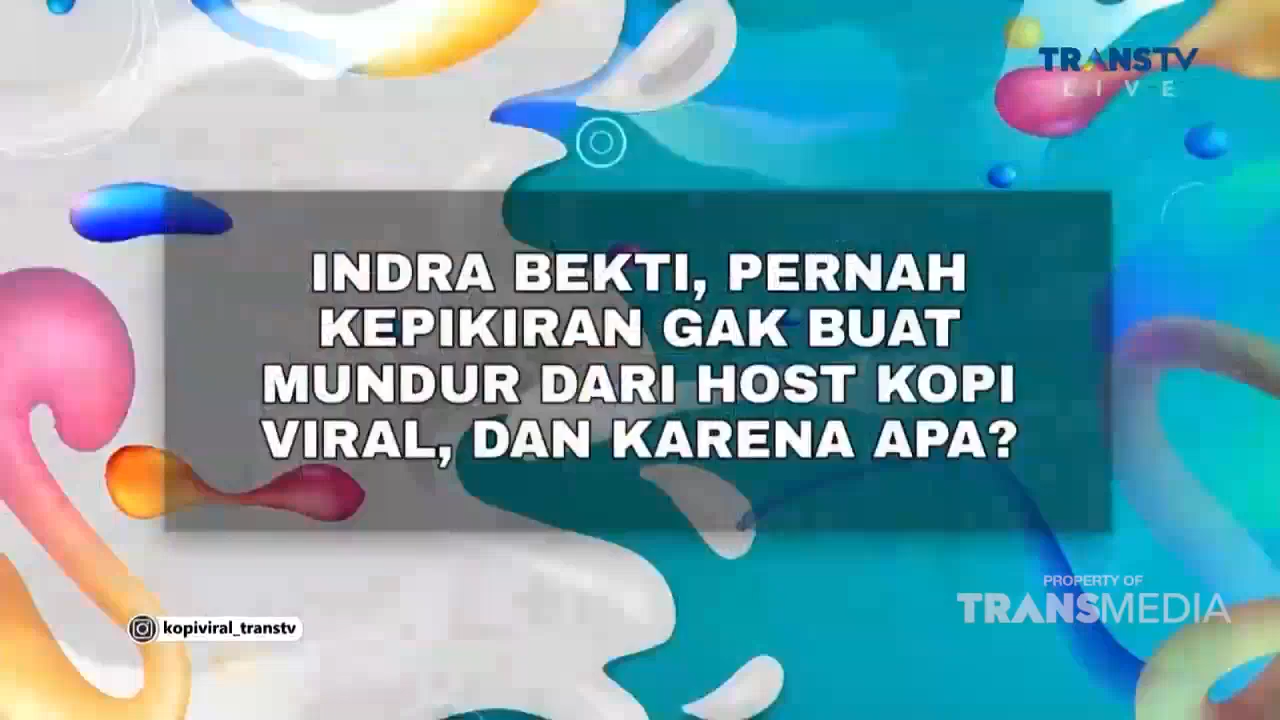 TRANSTV
LIVE
INDRA BEKTI, PERNAH
KEPIKIRAN GAK BUAT
MUNDUR DARI HOST KOPI
VIRAL, DAN KARENA APA?
PROPERTY OF
TRANSMEDIA
kopiviral_transtv